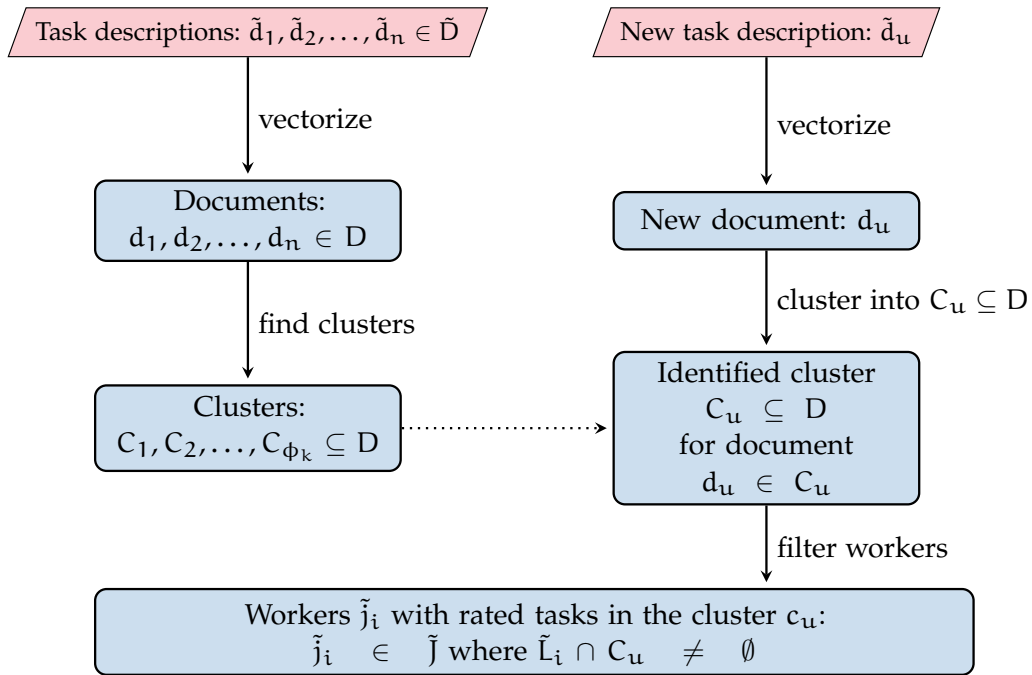 Task descriptions: d̃₁, d̃₂, . . . , d̃ₙ ∈ D̃
vectorize
Documents:
d₁, d₂, . . . , dₙ ∈ D
find clusters
Clusters:
C₁, C₂, . . . , C_ϕₖ ⊆ D
New task description: d̃ᵤ
vectorize
New document: dᵤ
cluster into Cᵤ ⊆ D
Identified cluster
Cᵤ ⊆ D
for document
dᵤ ∈ Cᵤ
filter workers
Workers j̃ᵢ with rated tasks in the cluster cᵤ:
j̃ᵢ ∈ J̃ where L̃ᵢ ∩ Cᵤ ≠ ∅